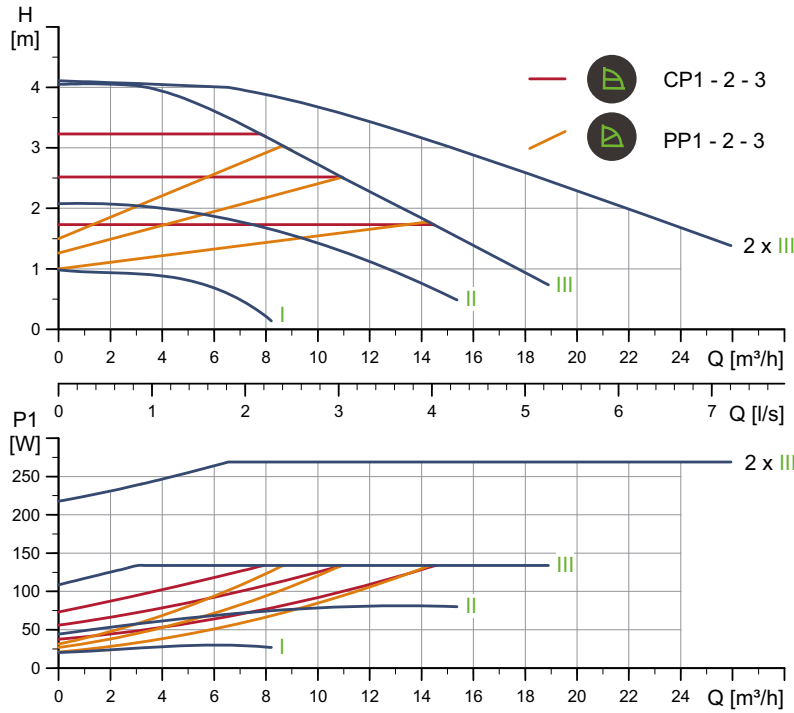 H
[m]
4
3
2
1
0
CP1 - 2 - 3
PP1 - 2 - 3
2 x III
III
II
I
0 2 4 6 8 10 12 14 16 18 20 22 24 Q [m³/h]
0 1 2 3 4 5 6 7 Q [l/s]
P1
[W]
250
200
150
100
50
0
2 x III
III
II
I
0 2 4 6 8 10 12 14 16 18 20 22 24 Q [m³/h]